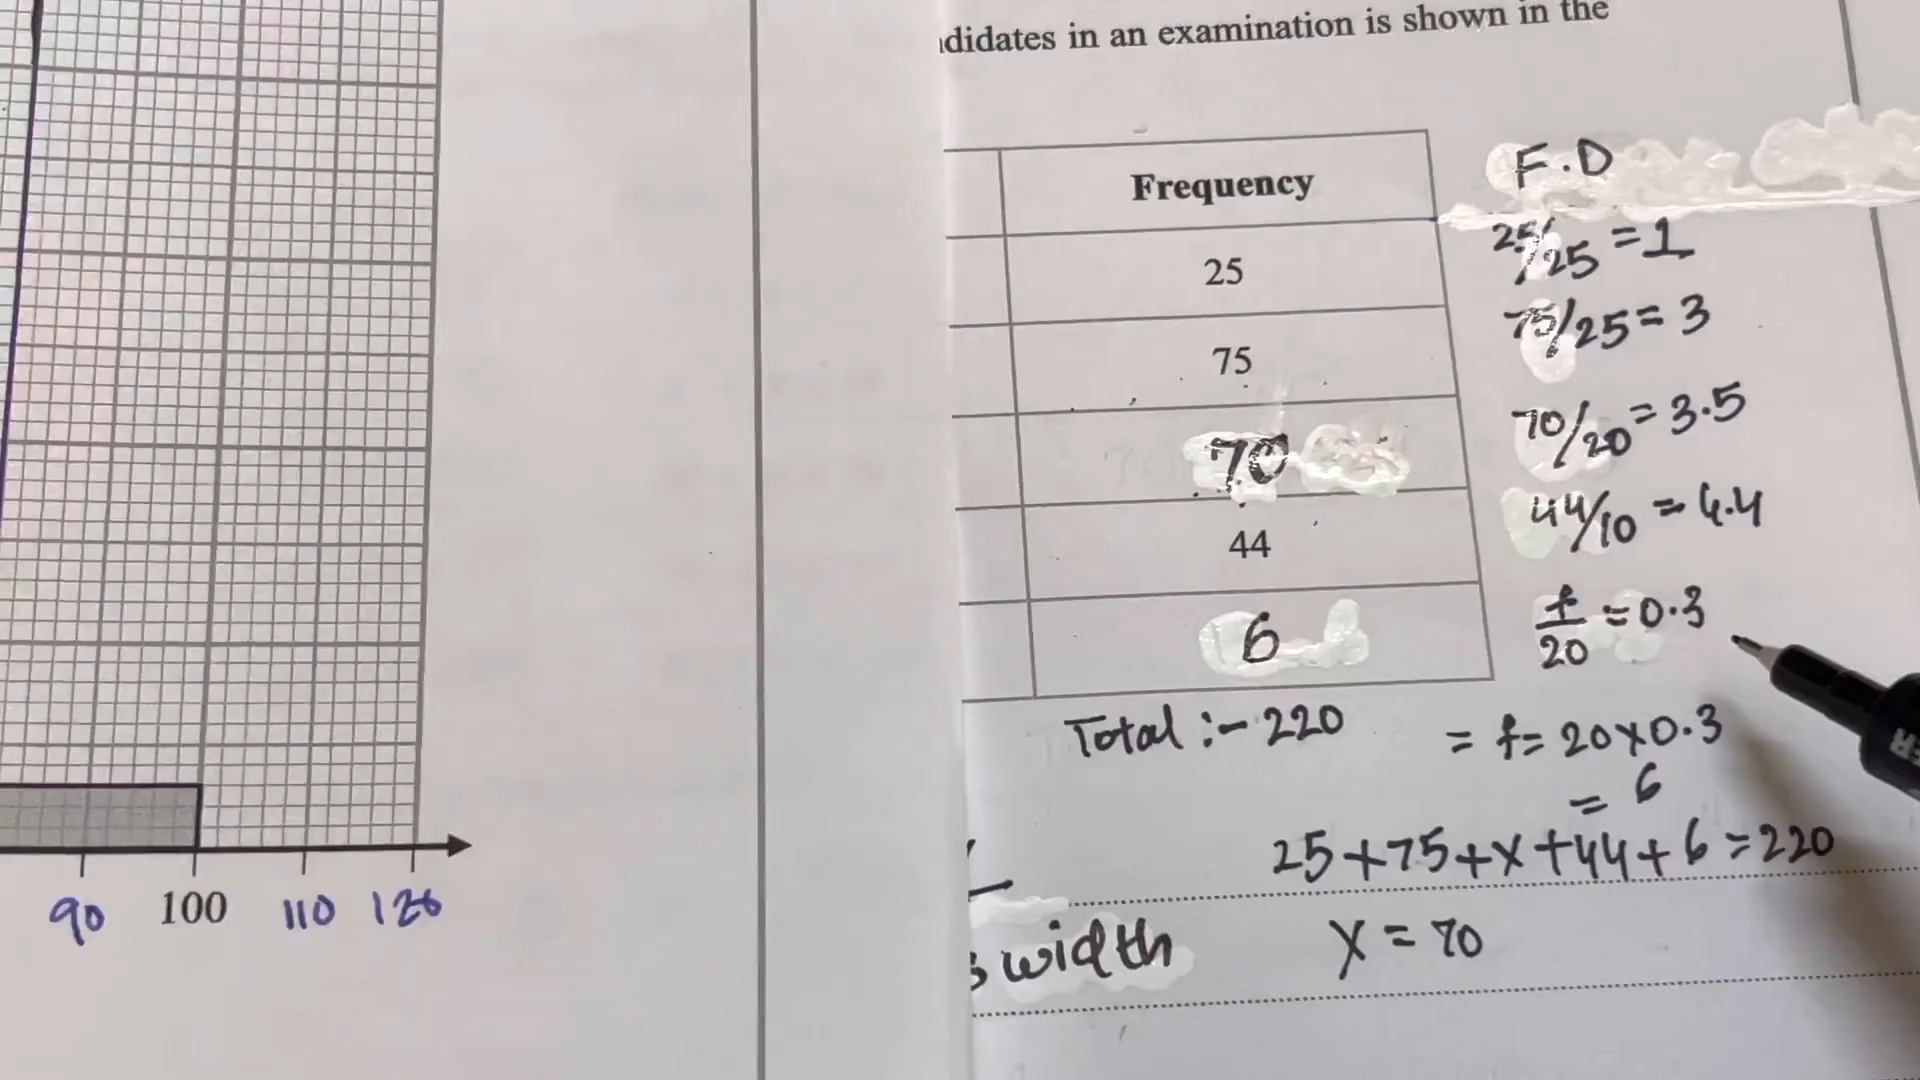 didates in an examination is shown in the
Frequency
F.D
25
25/25 = 1
75
75/25 = 3
70
70/20 = 3.5
44
44/10 = 4.4
6
f/20 = 0.3
Total :- 220
= f = 20 x 0.3
= 6
25 + 75 + x + 44 + 6 = 220
width
x = 70
90 100 110 120